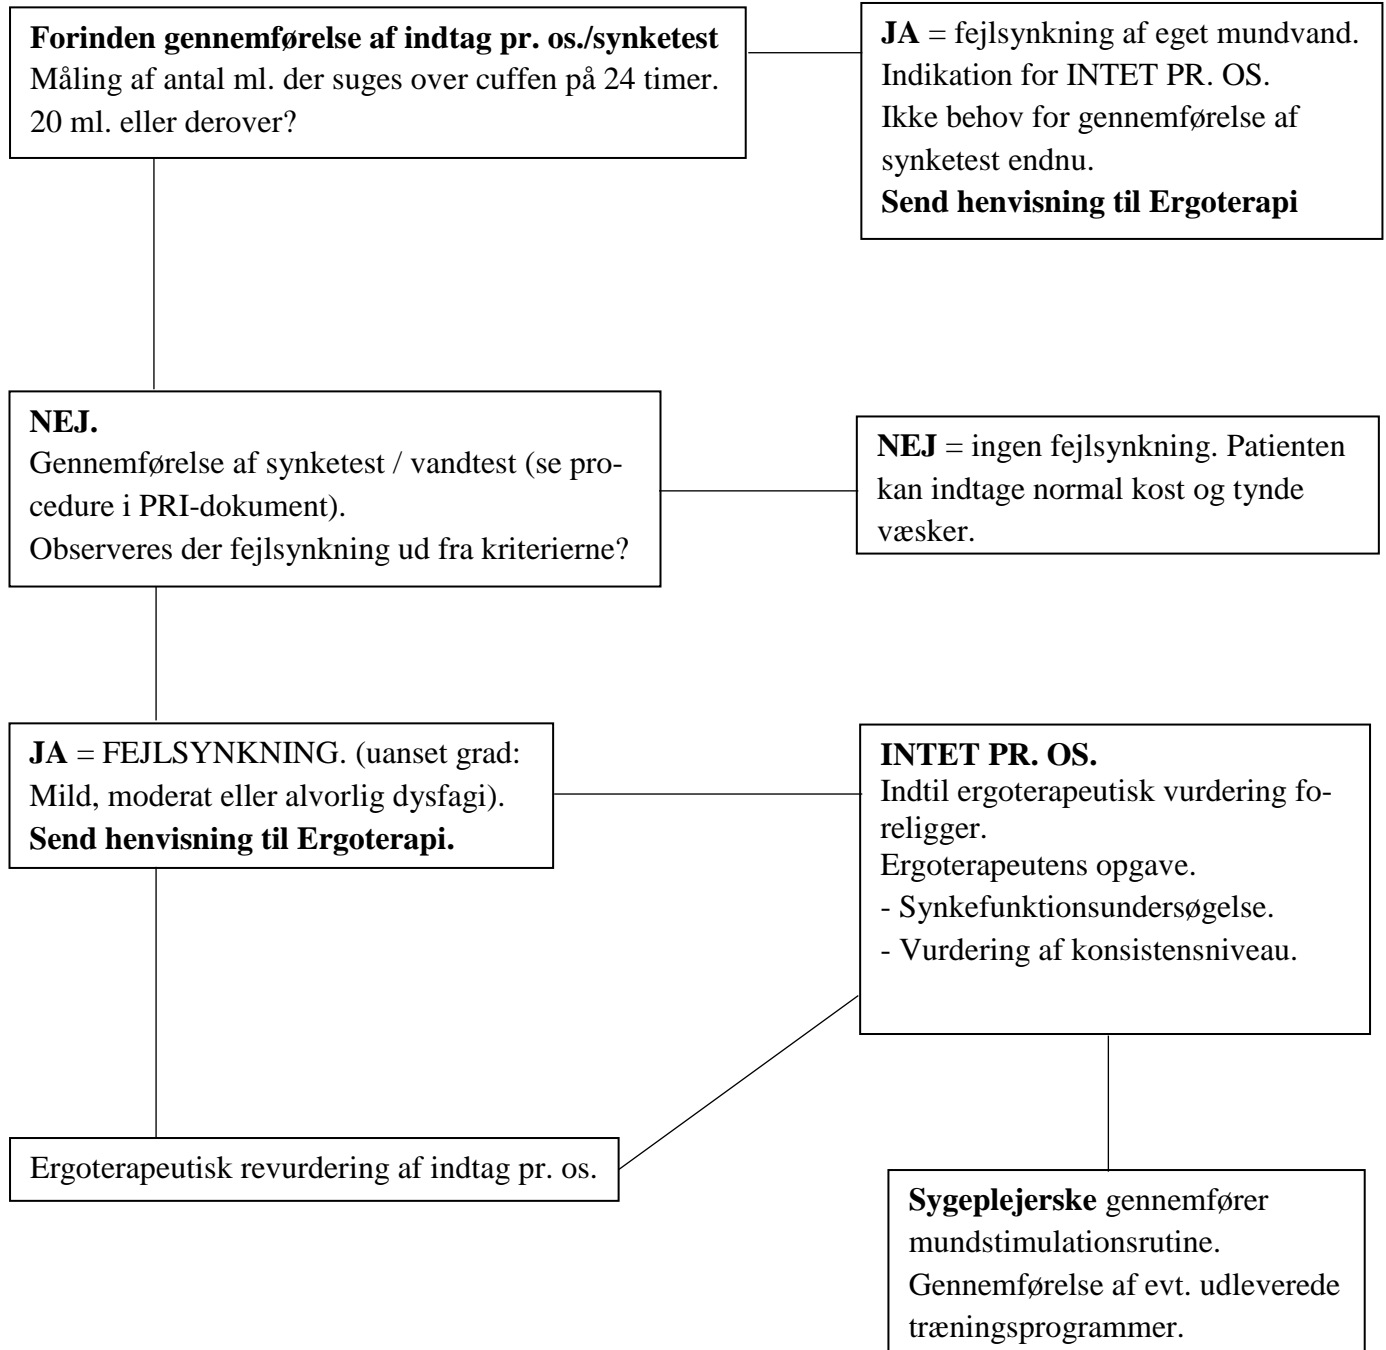 Forinden gennemførelse af indtag pr. os./synketest
Måling af antal ml. der suges over cuffen på 24 timer.
20 ml. eller derover?
JA = fejlsynkning af eget mundvand.
Indikation for INTET PR. OS.
Ikke behov for gennemførelse af
synketest endnu.
Send henvisning til Ergoterapi
NEJ.
Gennemførelse af synketest / vandtest (se pro-
cedure i PRI-dokument).
Observeres der fejlsynkning ud fra kriterierne?
NEJ = ingen fejlsynkning. Patienten
kan indtage normal kost og tynde
væsker.
JA = FEJLSYNKNING. (uanset grad:
Mild, moderat eller alvorlig dysfagi).
Send henvisning til Ergoterapi.
INTET PR. OS.
Indtil ergoterapeutisk vurdering fo-
religger.
Ergoterapeutens opgave.
- Synkefunktionsundersøgelse.
- Vurdering af konsistensniveau.
Ergoterapeutisk revurdering af indtag pr. os.
Sygeplejerske gennemfører
mundstimulationsrutine.
Gennemførelse af evt. udleverede
træningsprogrammer.